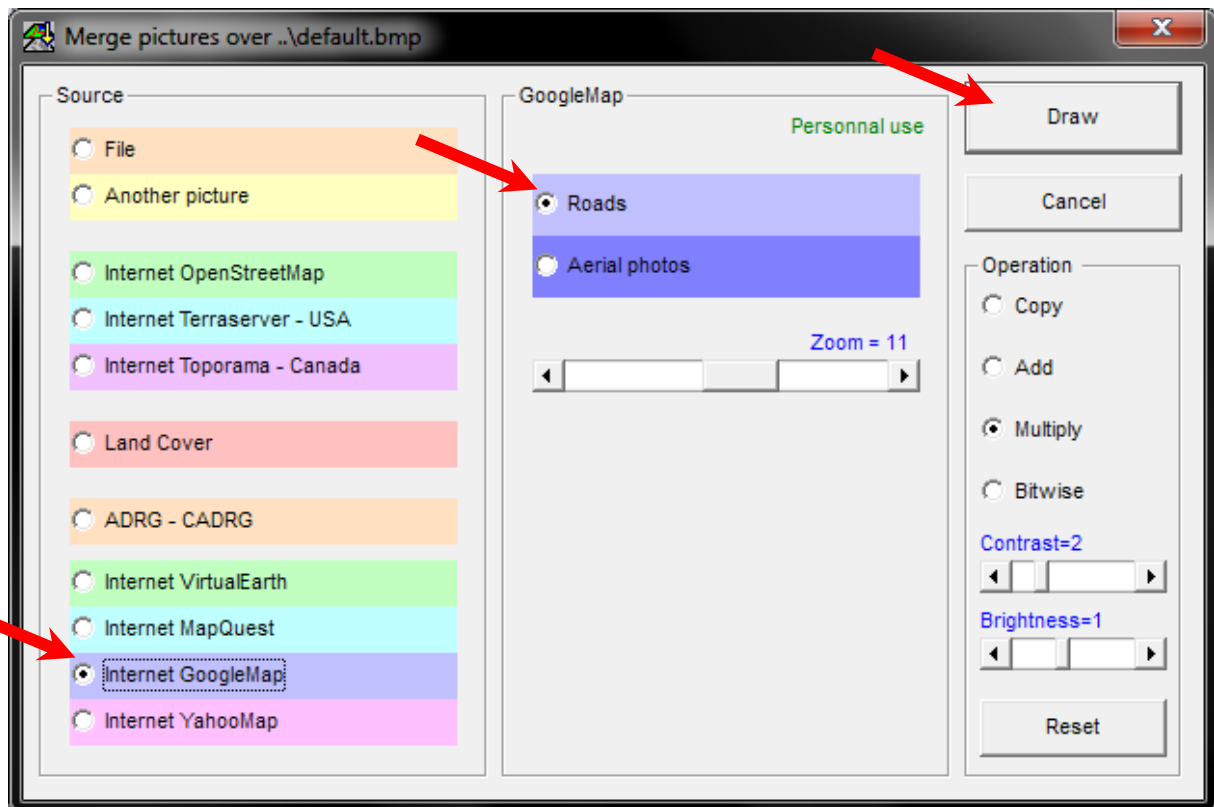 Merge pictures over ..\default.bmp
X
Source
File
Another picture
Internet OpenStreetMap
Internet Terraserver - USA
Internet Toporama - Canada
Land Cover
ADRG - CADRG
Internet VirtualEarth
Internet MapQuest
Internet GoogleMap
Internet YahooMap
GoogleMap
Personnal use
Roads
Aerial photos
Zoom = 11
Draw
Cancel
Operation
Copy
Add
Multiply
Bitwise
Contrast=2
Brightness=1
Reset